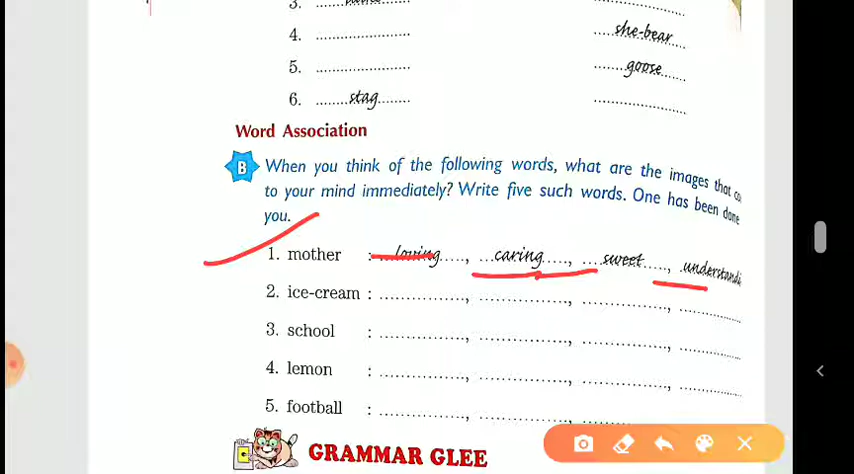 3.
4. she-bear
5. goose
6. stag
Word Association
B When you think of the following words, what are the images that
to your mind immediately? Write five such words. One has been done
you.
1. mother : loving, caring, sweet, understandi
2. ice-cream :
3. school :
4. lemon :
5. football :
GRAMMAR GLEE